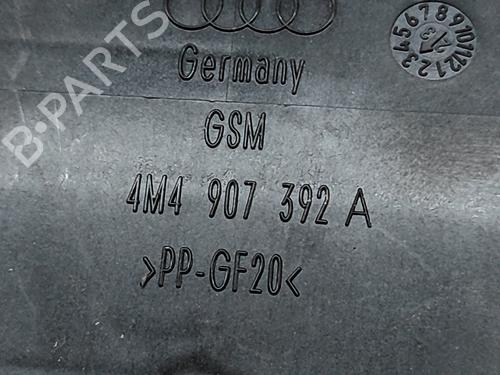 B-PARTS
Germany
GSM
4M4 907 392 A
>PP-GF20<